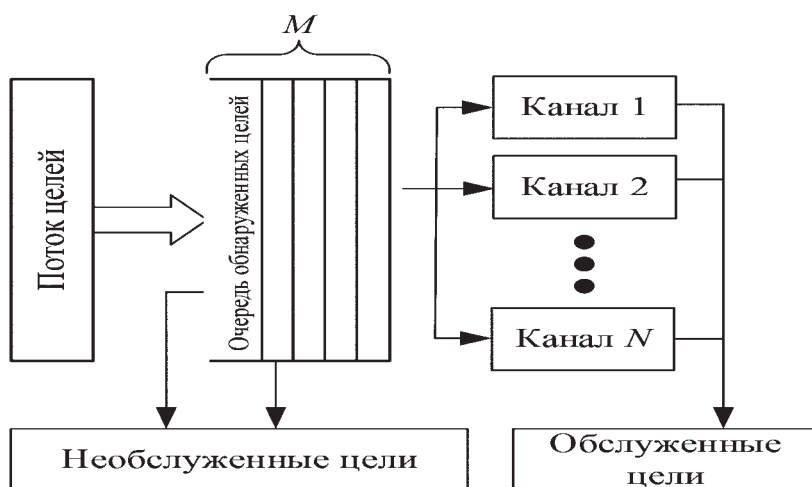 M
Поток целей
Очередь обнаруженных целей
Канал 1
Канал 2
Канал N
Необслуженные цели
Обслуженные
цели